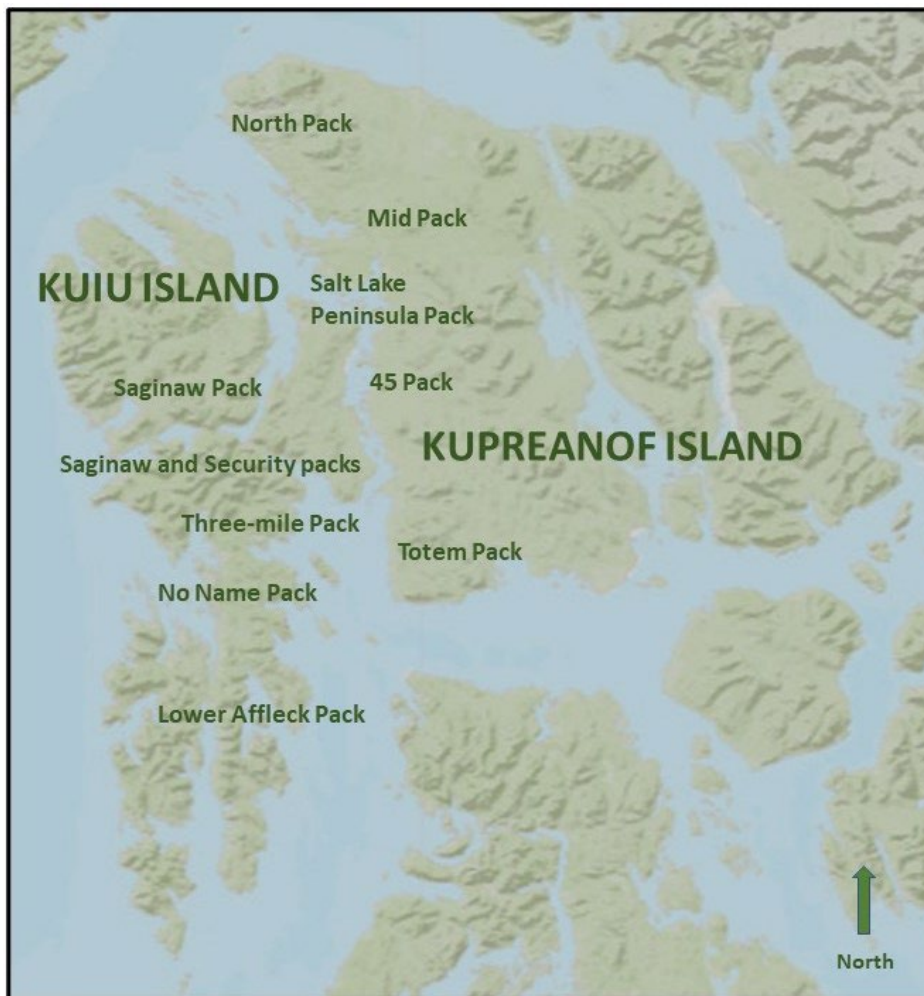 North Pack
Mid Pack
KUIU ISLAND
Salt Lake
Peninsula Pack
Saginaw Pack
45 Pack
KUPREANOF ISLAND
Saginaw and Security packs
Three-mile Pack
Totem Pack
No Name Pack
Lower Affleck Pack
North